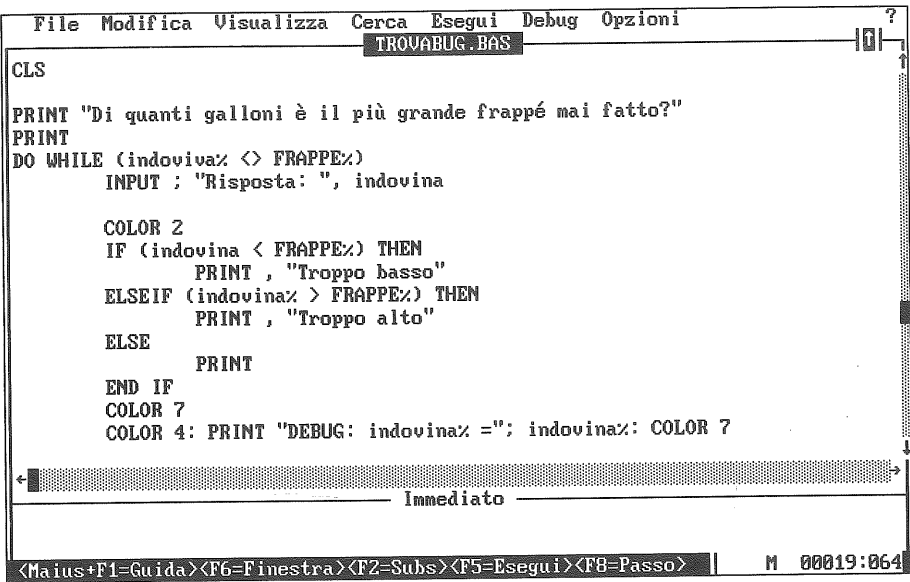 File Modifica Visualizza Cerca Esegui Debug Opzioni ?
TROVABUG.BAS
CLS
PRINT "Di quanti galloni è il più grande frappé mai fatto?"
PRINT
DO WHILE (indoviva% <> FRAPPE%)
INPUT ; "Risposta: ", indovina
COLOR 2
IF (indovina < FRAPPE%) THEN
PRINT , "Troppo basso"
ELSEIF (indovina% > FRAPPE%) THEN
PRINT , "Troppo alto"
ELSE
PRINT
END IF
COLOR 7
COLOR 4: PRINT "DEBUG: indovina% ="; indovina%: COLOR 7
Immediato
<Maius+F1=Guida><F6=Finestra><F2=Subs><F5=Esegui><F8=Passo> M 00019:064